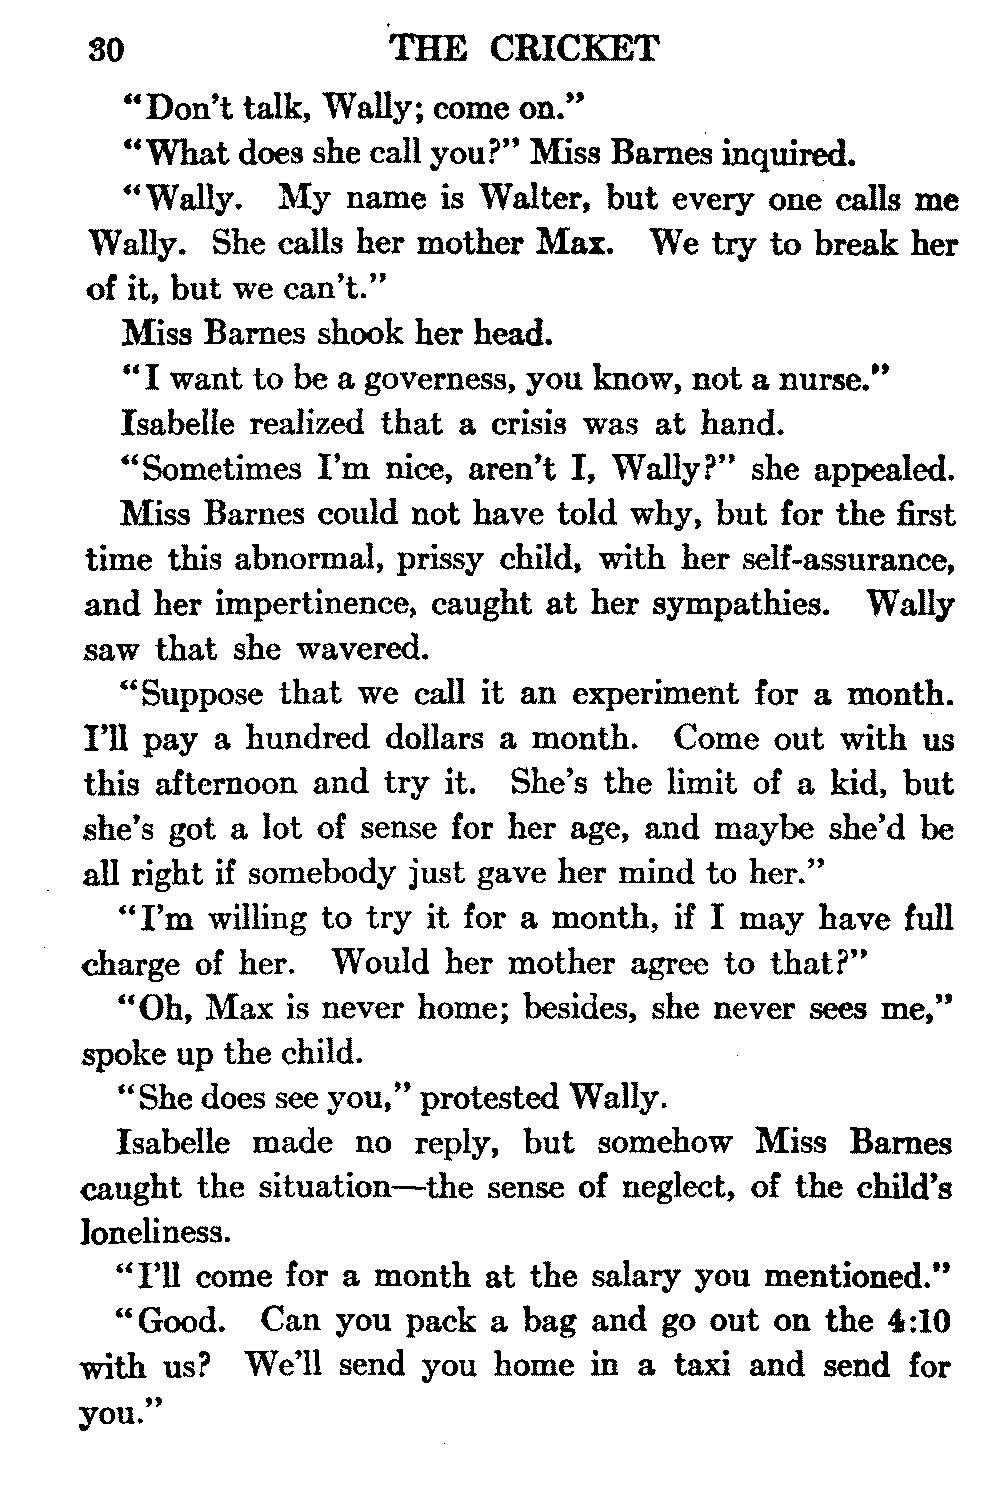 30 THE CRICKET
"Don't talk, Wally; come on."
"What does she call you?" Miss Barnes inquired.
"Wally. My name is Walter, but every one calls me
Wally. She calls her mother Max. We try to break her
of it, but we can't."
Miss Barnes shook her head.
"I want to be a governess, you know, not a nurse."
Isabelle realized that a crisis was at hand.
"Sometimes I'm nice, aren't I, Wally?" she appealed.
Miss Barnes could not have told why, but for the first
time this abnormal, prissy child, with her self-assurance,
and her impertinence, caught at her sympathies. Wally
saw that she wavered.
"Suppose that we call it an experiment for a month.
I'll pay a hundred dollars a month. Come out with us
this afternoon and try it. She's the limit of a kid, but
she's got a lot of sense for her age, and maybe she'd be
all right if somebody just gave her mind to her."
"I'm willing to try it for a month, if I may have full
charge of her. Would her mother agree to that?"
"Oh, Max is never home; besides, she never sees me,"
spoke up the child.
"She does see you," protested Wally.
Isabelle made no reply, but somehow Miss Barnes
caught the situation—the sense of neglect, of the child's
loneliness.
"I'll come for a month at the salary you mentioned."
"Good. Can you pack a bag and go out on the 4:10
with us? We'll send you home in a taxi and send for
you."